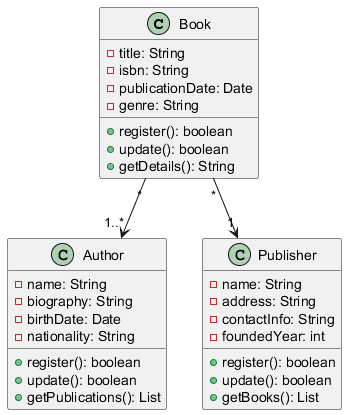 C Book
title: String
isbn: String
publicationDate: Date
genre: String
register(): boolean
update(): boolean
getDetails(): String
* *
1..* 1
C Author
name: String
biography: String
birthDate: Date
nationality: String
register(): boolean
update(): boolean
getPublications(): List
C Publisher
name: String
address: String
contactInfo: String
foundedYear: int
register(): boolean
update(): boolean
getBooks(): List